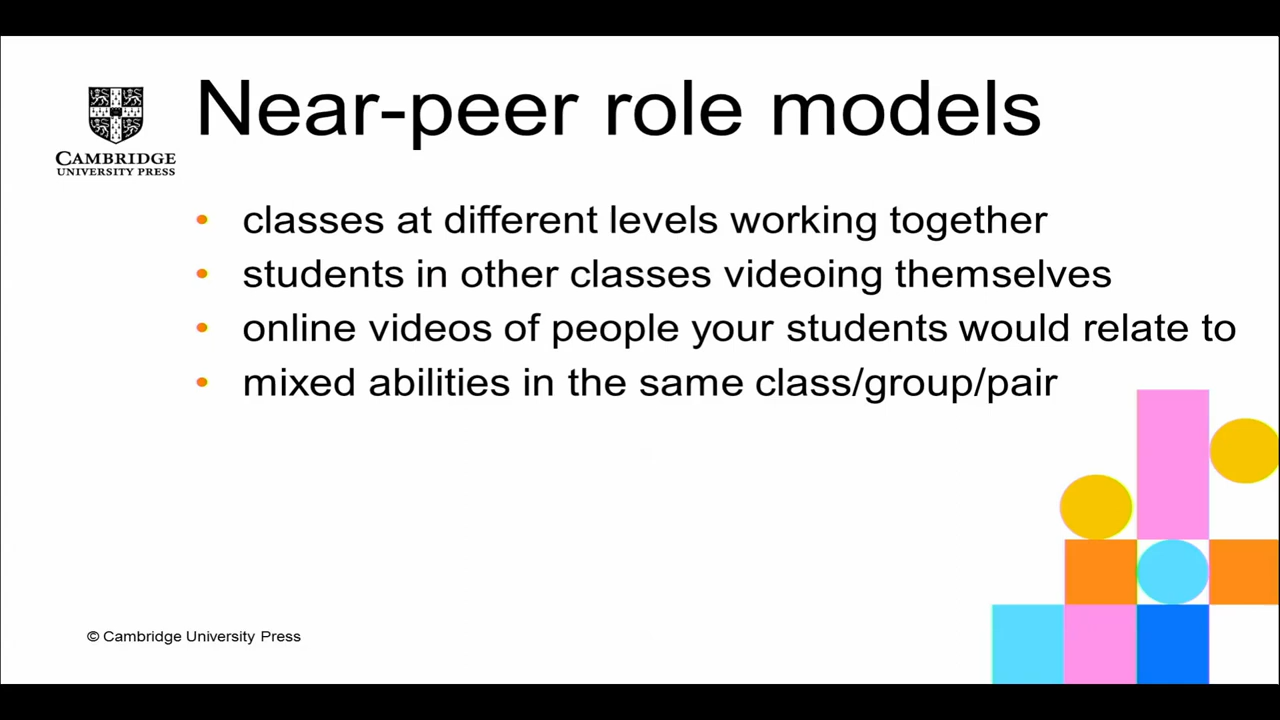 Near-peer role models
CAMBRIDGE
UNIVERSITY PRESS
• classes at different levels working together
• students in other classes videoing themselves
• online videos of people your students would relate to
• mixed abilities in the same class/group/pair
© Cambridge University Press